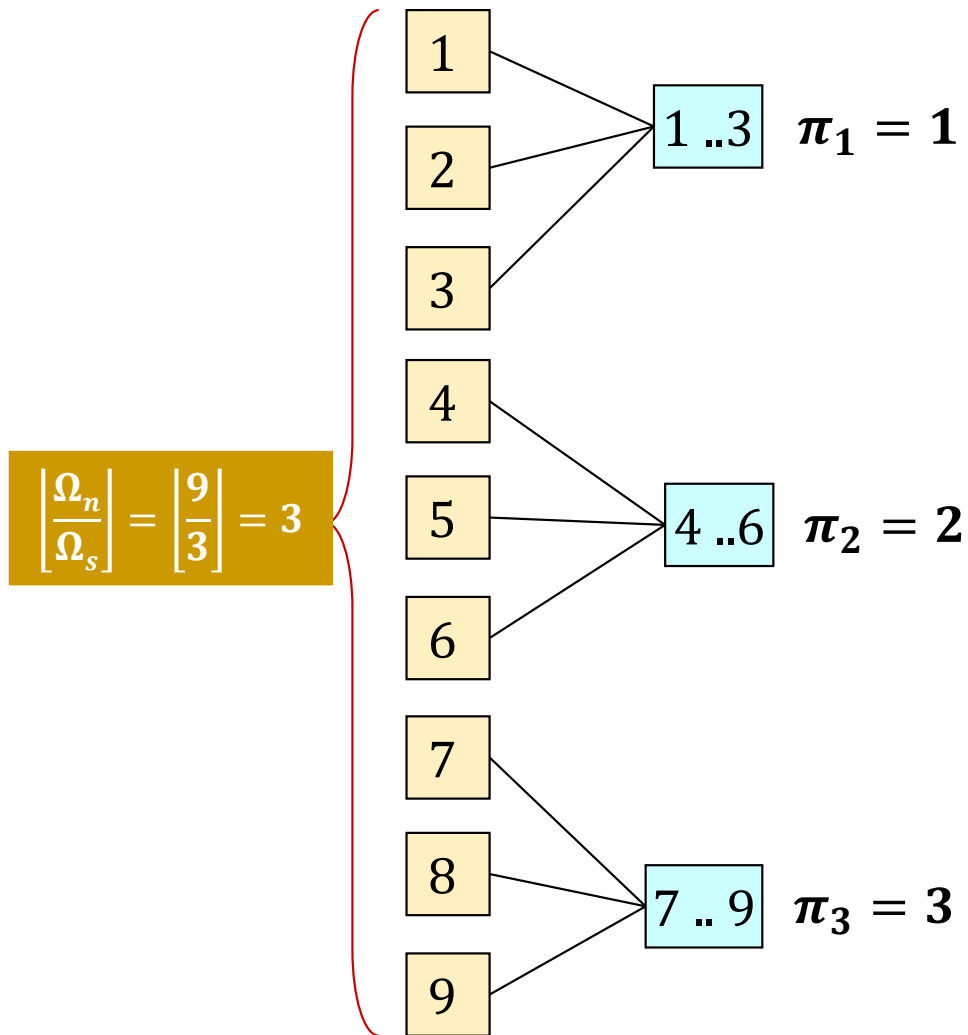 1
2
3
4
5
6
7
8
9
1 ..3
π₁ = 1
4 ..6
π₂ = 2
7 .. 9
π₃ = 3
⌊Ωₙ/Ωₛ⌋ = ⌊9/3⌋ = 3